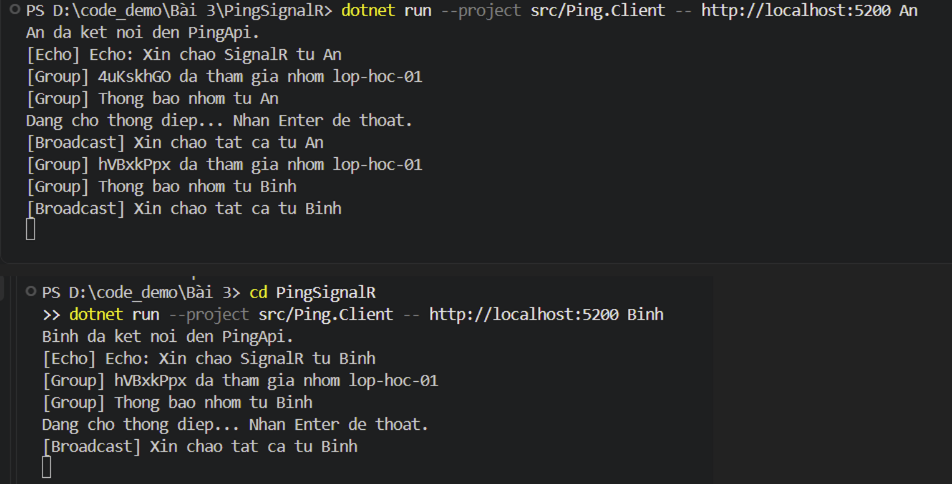 PS D:\code_demo\Bài 3\PingSignalR> dotnet run --project src/Ping.Client -- http://localhost:5200 An
An da ket noi den PingApi.
[Echo] Echo: Xin chao SignalR tu An
[Group] 4uKskhGO da tham gia nhom lop-hoc-01
[Group] Thong bao nhom tu An
Dang cho thong diep... Nhan Enter de thoat.
[Broadcast] Xin chao tat ca tu An
[Group] hVBxkPpx da tham gia nhom lop-hoc-01
[Group] Thong bao nhom tu Binh
[Broadcast] Xin chao tat ca tu Binh
PS D:\code_demo\Bài 3> cd PingSignalR
>> dotnet run --project src/Ping.Client -- http://localhost:5200 Binh
Binh da ket noi den PingApi.
[Echo] Echo: Xin chao SignalR tu Binh
[Group] hVBxkPpx da tham gia nhom lop-hoc-01
[Group] Thong bao nhom tu Binh
Dang cho thong diep... Nhan Enter de thoat.
[Broadcast] Xin chao tat ca tu Binh